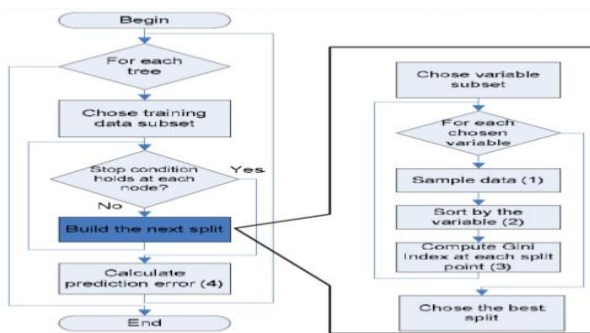 Begin
For each
tree
Chose training
data subset
Stop condition
holds at each
node?
Yes
No
Build the next split
Calculate
prediction error (4)
End
Chose variable
subset
For each
chosen
variable
Sample data (1)
Sort by the
variable (2)
Compute Gini
Index at each split
point (3)
Chose the best
split